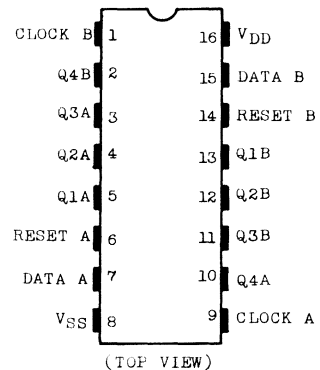 CLOCK B 1 16 VDD
Q4B 2 15 DATA B
Q3A 3 14 RESET B
Q2A 4 13 Q1B
Q1A 5 12 Q2B
RESET A 6 11 Q3B
DATA A 7 10 Q4A
VSS 8 9 CLOCK A
(TOP VIEW)